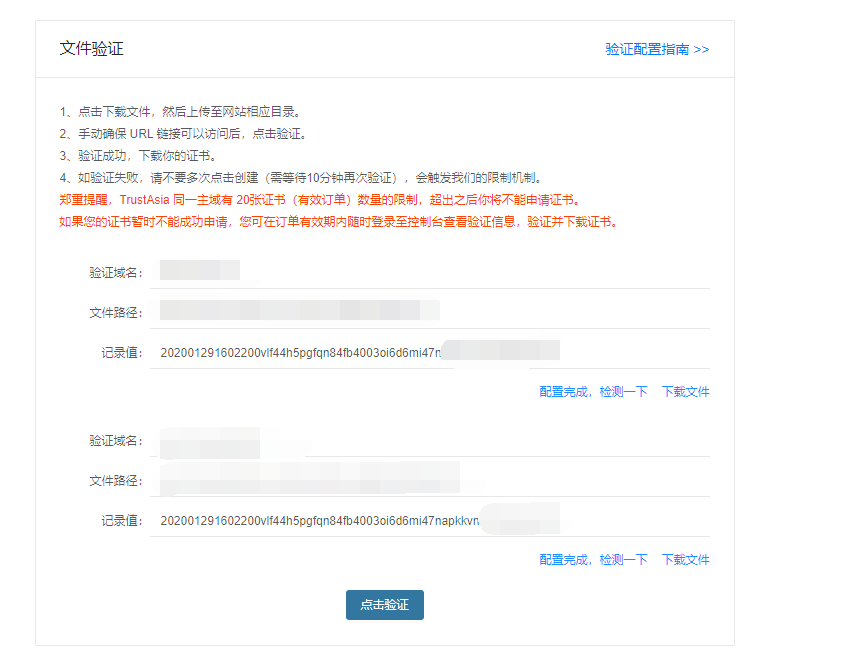 文件验证
验证配置指南 >>
1、点击下载文件，然后上传至网站相应目录。
2、手动确保 URL 链接可以访问后，点击验证。
3、验证成功，下载你的证书。
4、如验证失败，请不要多次点击创建（需等待10分钟再次验证），会触发我们的限制机制。
郑重提醒，TrustAsia 同一主域有 20张证书（有效订单）数量的限制，超出之后你将不能申请证书。
如果您的证书暂时不能成功申请，您可在订单有效期内随时登录至控制台查看验证信息，验证并下载证书。
验证域名：
文件路径：
记录值： 202001291602200vlf44h5pgfqn84fb4003oi6d6mi47n
配置完成，检测一下 下载文件
验证域名：
文件路径：
记录值： 202001291602200vlf44h5pgfqn84fb4003oi6d6mi47napkkvn
配置完成，检测一下 下载文件
点击验证